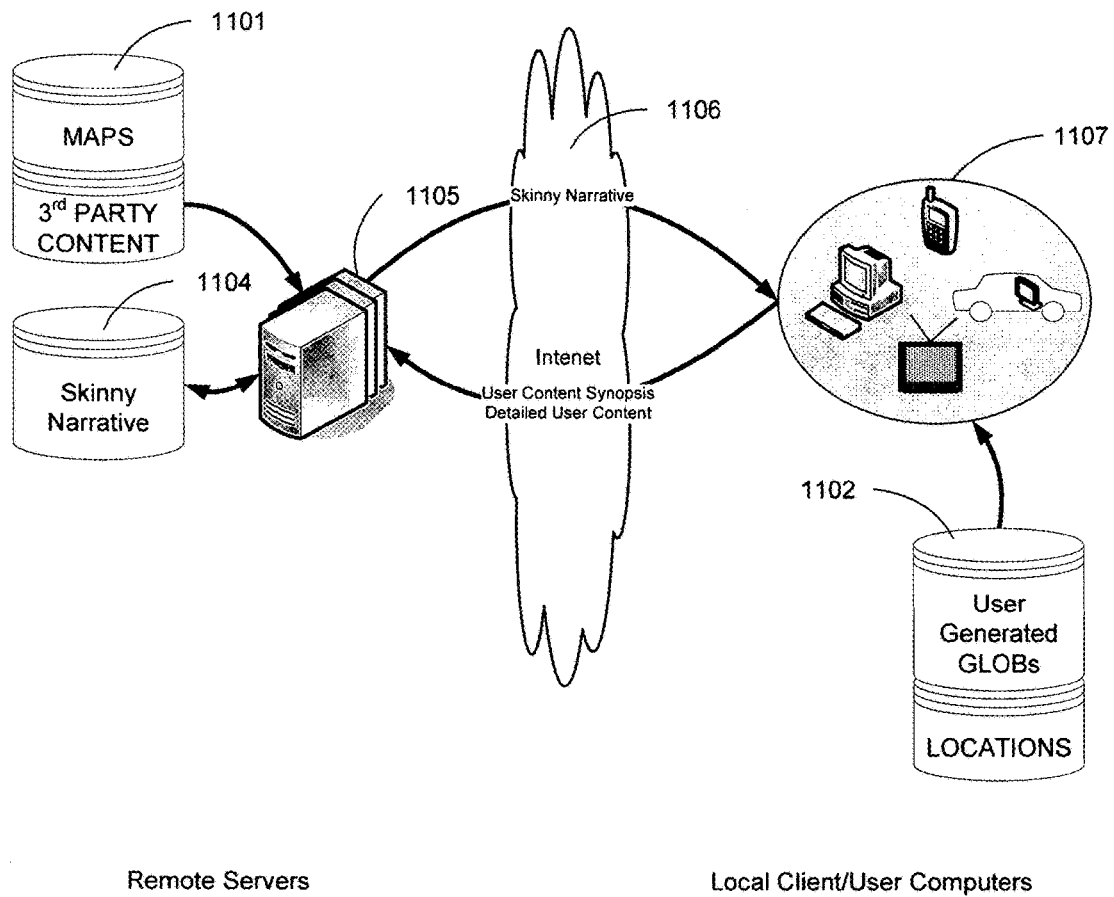 1101
MAPS
3rd PARTY
CONTENT
1104
Skinny
Narrative
1105
1106
Skinny Narrative
Intenet
User Content Synopsis
Detailed User Content
1107
1102
User
Generated
GLOBs
LOCATIONS
Remote Servers
Local Client/User Computers